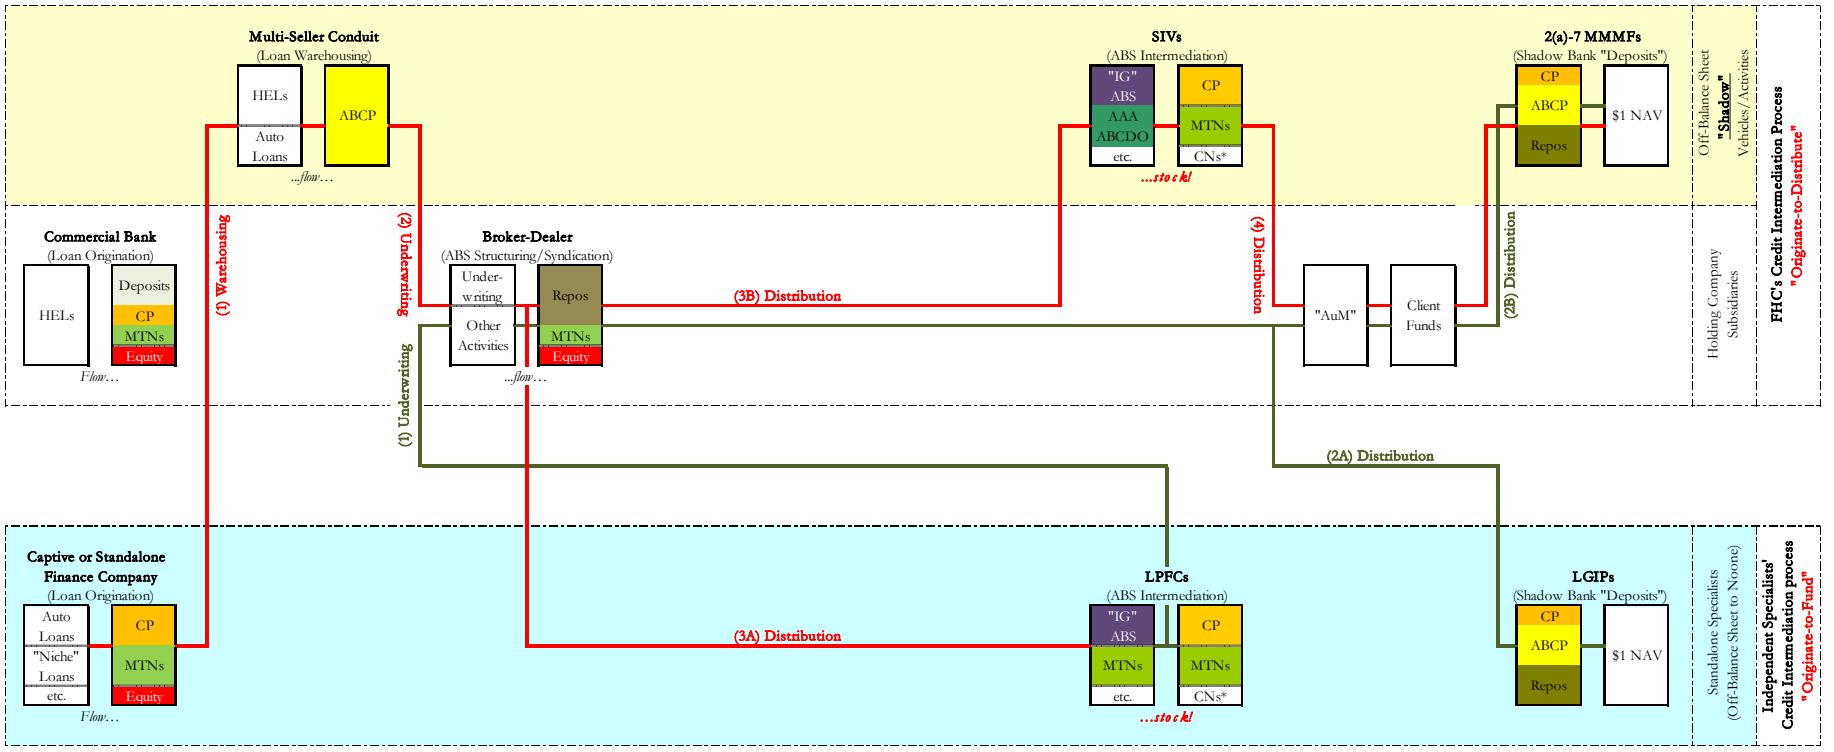 Multi-Seller Conduit
(Loan Warehousing)
HELs
Auto
Loans
ABCP
...flow...
SIVs
(ABS Intermediation)
"IG"
ABS
AAA
ABCDO
etc.
CP
MTNs
CNs*
...stock!
2(a)-7 MMMFs
(Shadow Bank "Deposits")
CP
ABCP
Repos
$1 NAV
Off-Balance Sheet
"Shadow"
Vehicles/Activities
FHC's Credit Intermediation Process
"Originate-to-Distribute"
Commercial Bank
(Loan Origination)
HELs
Deposits
CP
MTNs
Equity
Flow...
(1) Warehousing
(2) Underwriting
Broker-Dealer
(ABS Structuring/Syndication)
Under-
writing
Other
Activities
Repos
MTNs
Equity
...flow...
(3B) Distribution
(4) Distribution
"AuM"
Client
Funds
(2B) Distribution
Holding Company
Subsidiaries
(1) Underwriting
(2A) Distribution
Captive or Standalone
Finance Company
(Loan Origination)
Auto
Loans
"Niche"
Loans
etc.
CP
MTNs
Equity
Flow...
(3A) Distribution
LPFCs
(ABS Intermediation)
"IG"
ABS
MTNs
etc.
CP
MTNs
CNs*
...stock!
LGIPs
(Shadow Bank "Deposits")
CP
ABCP
Repos
$1 NAV
Standalone Specialists
(Off-Balance Sheet to Noone)
Independent Specialists'
Credit Intermediation process
"Originate-to-Fund"